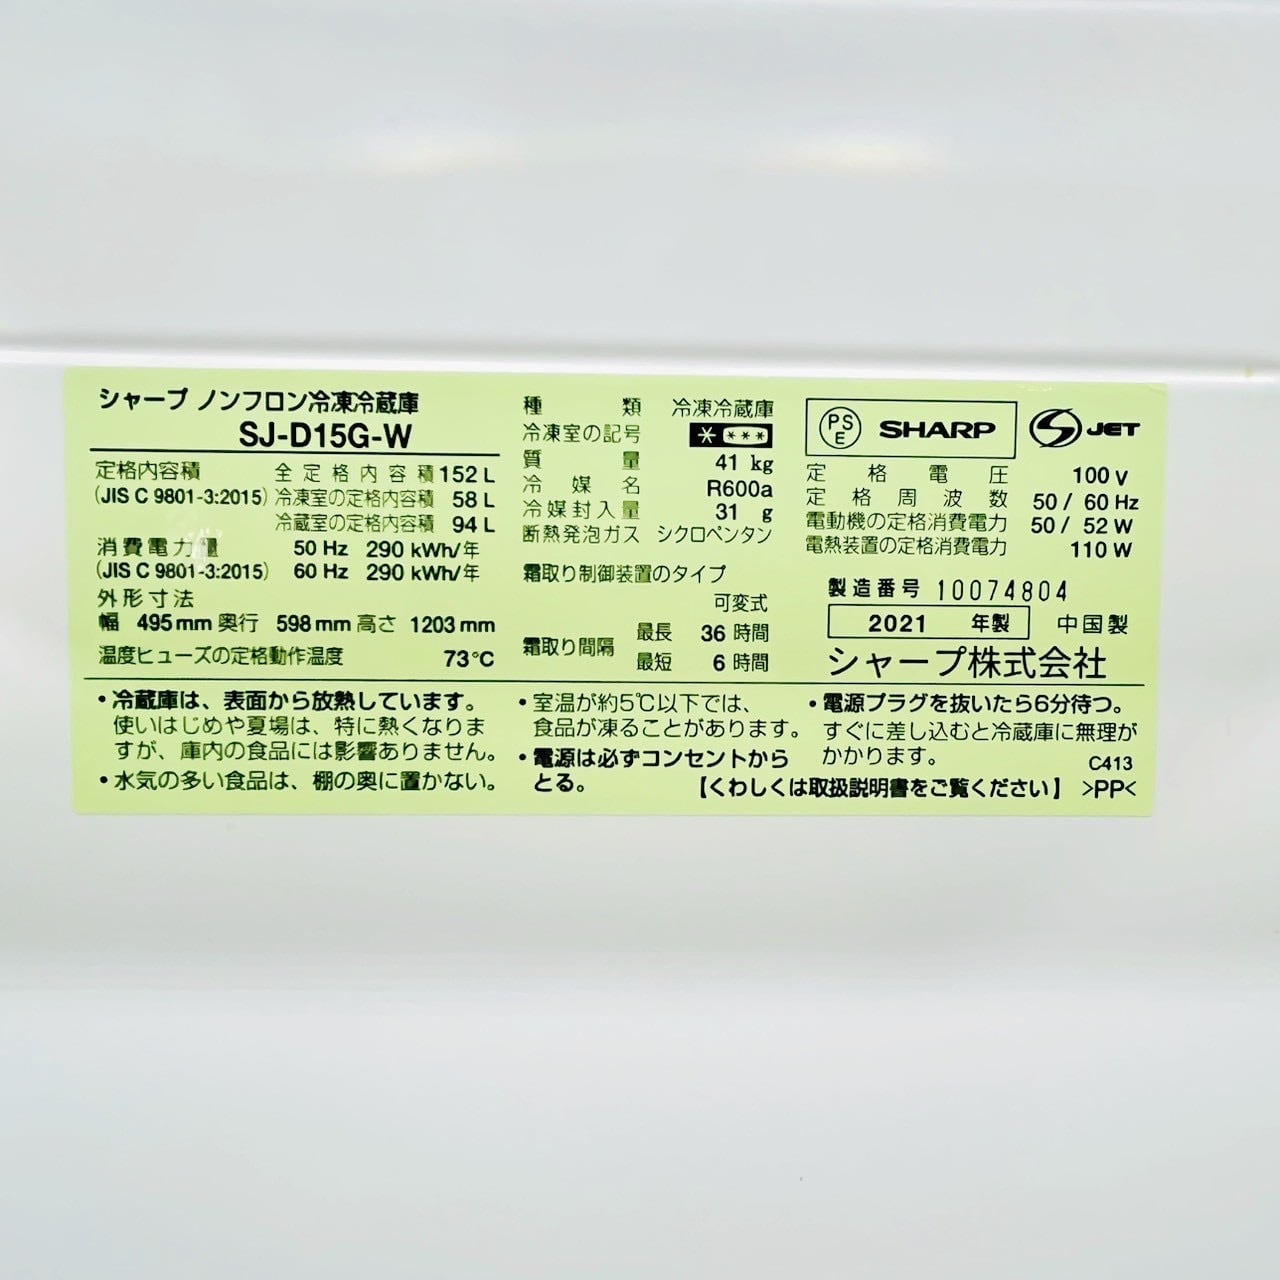 シャープ ノンフロン冷凍冷蔵庫
SJ-D15G-W
定格内容積 全定格内容積 152 L
(JIS C 9801-3:2015) 冷凍室の定格内容積 58 L
冷蔵室の定格内容積 94 L
消費電力量 50 Hz 290 kWh/年
(JIS C 9801-3:2015) 60 Hz 290 kWh/年
外形寸法
幅 495 mm 奥行 598 mm 高さ 1203 mm
温度ヒューズの定格動作温度 73℃
種類 冷凍冷蔵庫
冷凍室の記号 * ***
質量 41 kg
冷媒名 R600a
冷媒封入量 31 g
断熱発泡ガス シクロペンタン
霜取り制御装置のタイプ
可変式
霜取り間隔 最長 36 時間
最短 6 時間
PSE SHARP S JET
定格電圧 100 V
定格周波数 50 / 60 Hz
電動機の定格消費電力 50 / 52 W
電熱装置の定格消費電力 110 W
製造番号 10074804
2021 年製 中国製
シャープ株式会社
・冷蔵庫は、表面から放熱しています。
使いはじめや夏場は、特に熱くなりま
すが、庫内の食品には影響ありません。
・水気の多い食品は、棚の奥に置かない。
・室温が約5℃以下では、
食品が凍ることがあります。
・電源は必ずコンセントから
とる。
・電源プラグを抜いたら6分待つ。
すぐに差し込むと冷蔵庫に無理が
かかります。
C413
【くわしくは取扱説明書をご覧ください】 >PP<